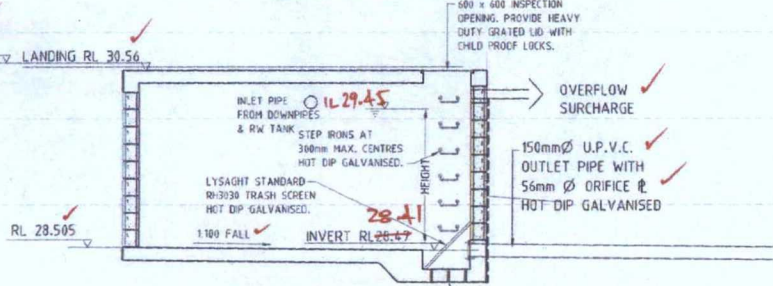 600 x 600 INSPECTION
OPENING. PROVIDE HEAVY
DUTY GRATED LID WITH
CHILD PROOF LOCKS.
LANDING RL 30.56
OVERFLOW
SURCHARGE
INLET PIPE
FROM DOWNPIPES
& RW TANK
IL 29.45
STEP IRONS AT
300mm MAX. CENTRES
HOT DIP GALVANISED.
HEIGHT
150mmØ U.P.V.C.
OUTLET PIPE WITH
56mm Ø ORIFICE ⅊
HOT DIP GALVANISED
LYSAGHT STANDARD
RH3030 TRASH SCREEN
HOT DIP GALVANISED.
28.41
RL 28.505
1:100 FALL
INVERT RL 28.47